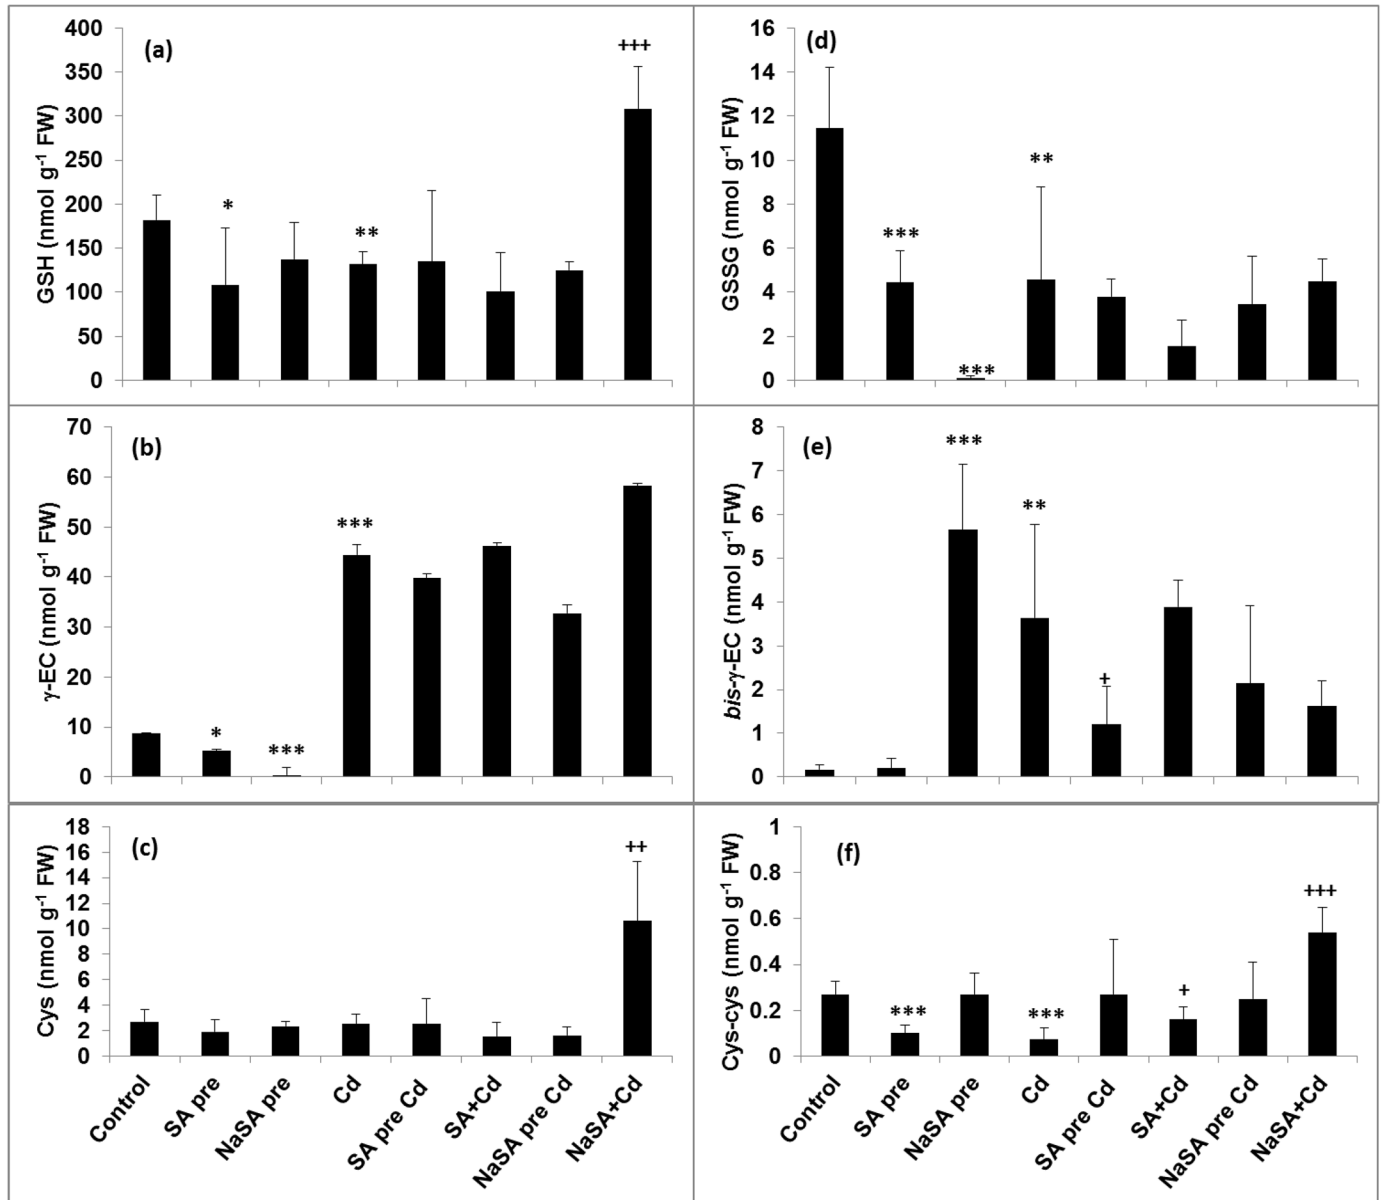 (a)
GSH (nmol g-1 FW)
400
350
300
250
200
150
100
50
0
*
**
+++
(d)
GSSG (nmol g-1 FW)
16
14
12
10
8
6
4
2
0
***
***
**
(b)
γ-EC (nmol g-1 FW)
70
60
50
40
30
20
10
0
*
***
***
(e)
bis-γ-EC (nmol g-1 FW)
8
7
6
5
4
3
2
1
0
***
**
+
(c)
Cys (nmol g-1 FW)
18
16
14
12
10
8
6
4
2
0
++
Control
SA pre
NaSA pre
Cd
SA pre Cd
SA+Cd
NaSA pre Cd
NaSA+Cd
(f)
Cys-cys (nmol g-1 FW)
1
0.8
0.6
0.4
0.2
0
***
***
+
+++
Control
SA pre
NaSA pre
Cd
SA pre Cd
SA+Cd
NaSA pre Cd
NaSA+Cd